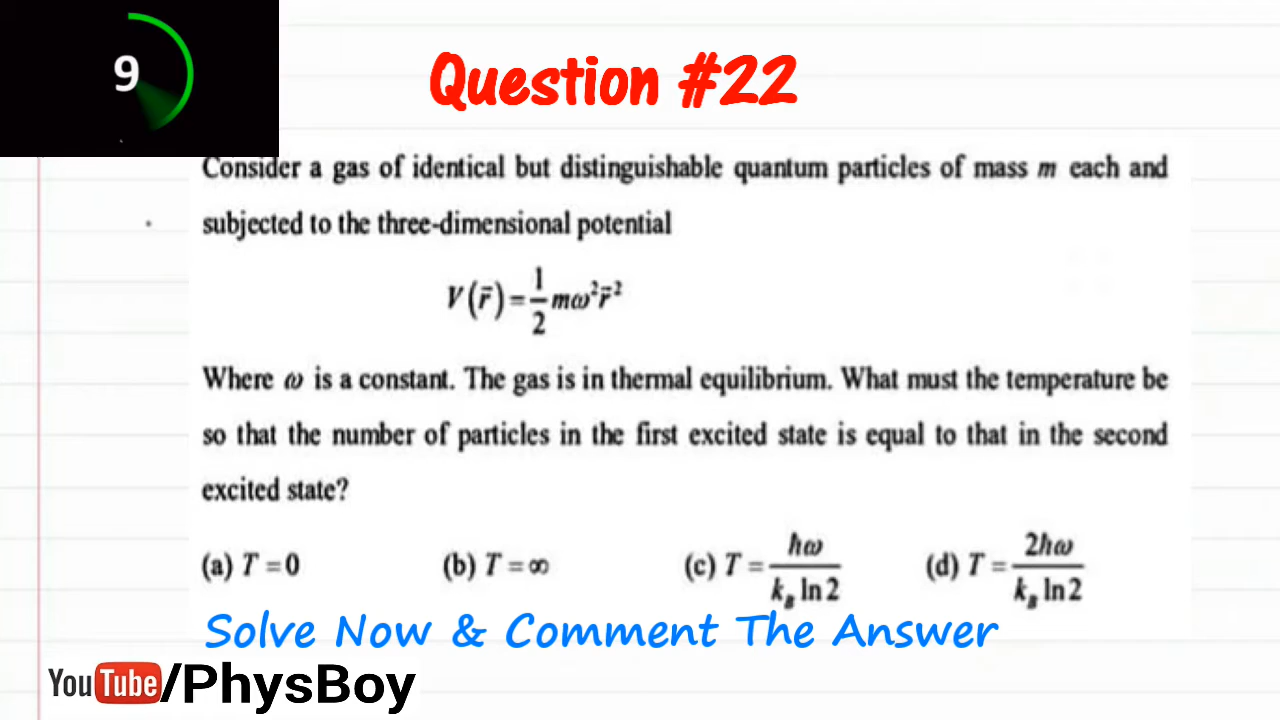 9
Question #22
Consider a gas of identical but distinguishable quantum particles of mass m each and
subjected to the three-dimensional potential
V(r⃗) = 1/2 mω²r⃗²
Where ω is a constant. The gas is in thermal equilibrium. What must the temperature be
so that the number of particles in the first excited state is equal to that in the second
excited state?
(a) T = 0 (b) T = ∞ (c) T = ħω / k_B ln 2 (d) T = 2ħω / k_B ln 2
Solve Now & Comment The Answer
YouTube/PhysBoy